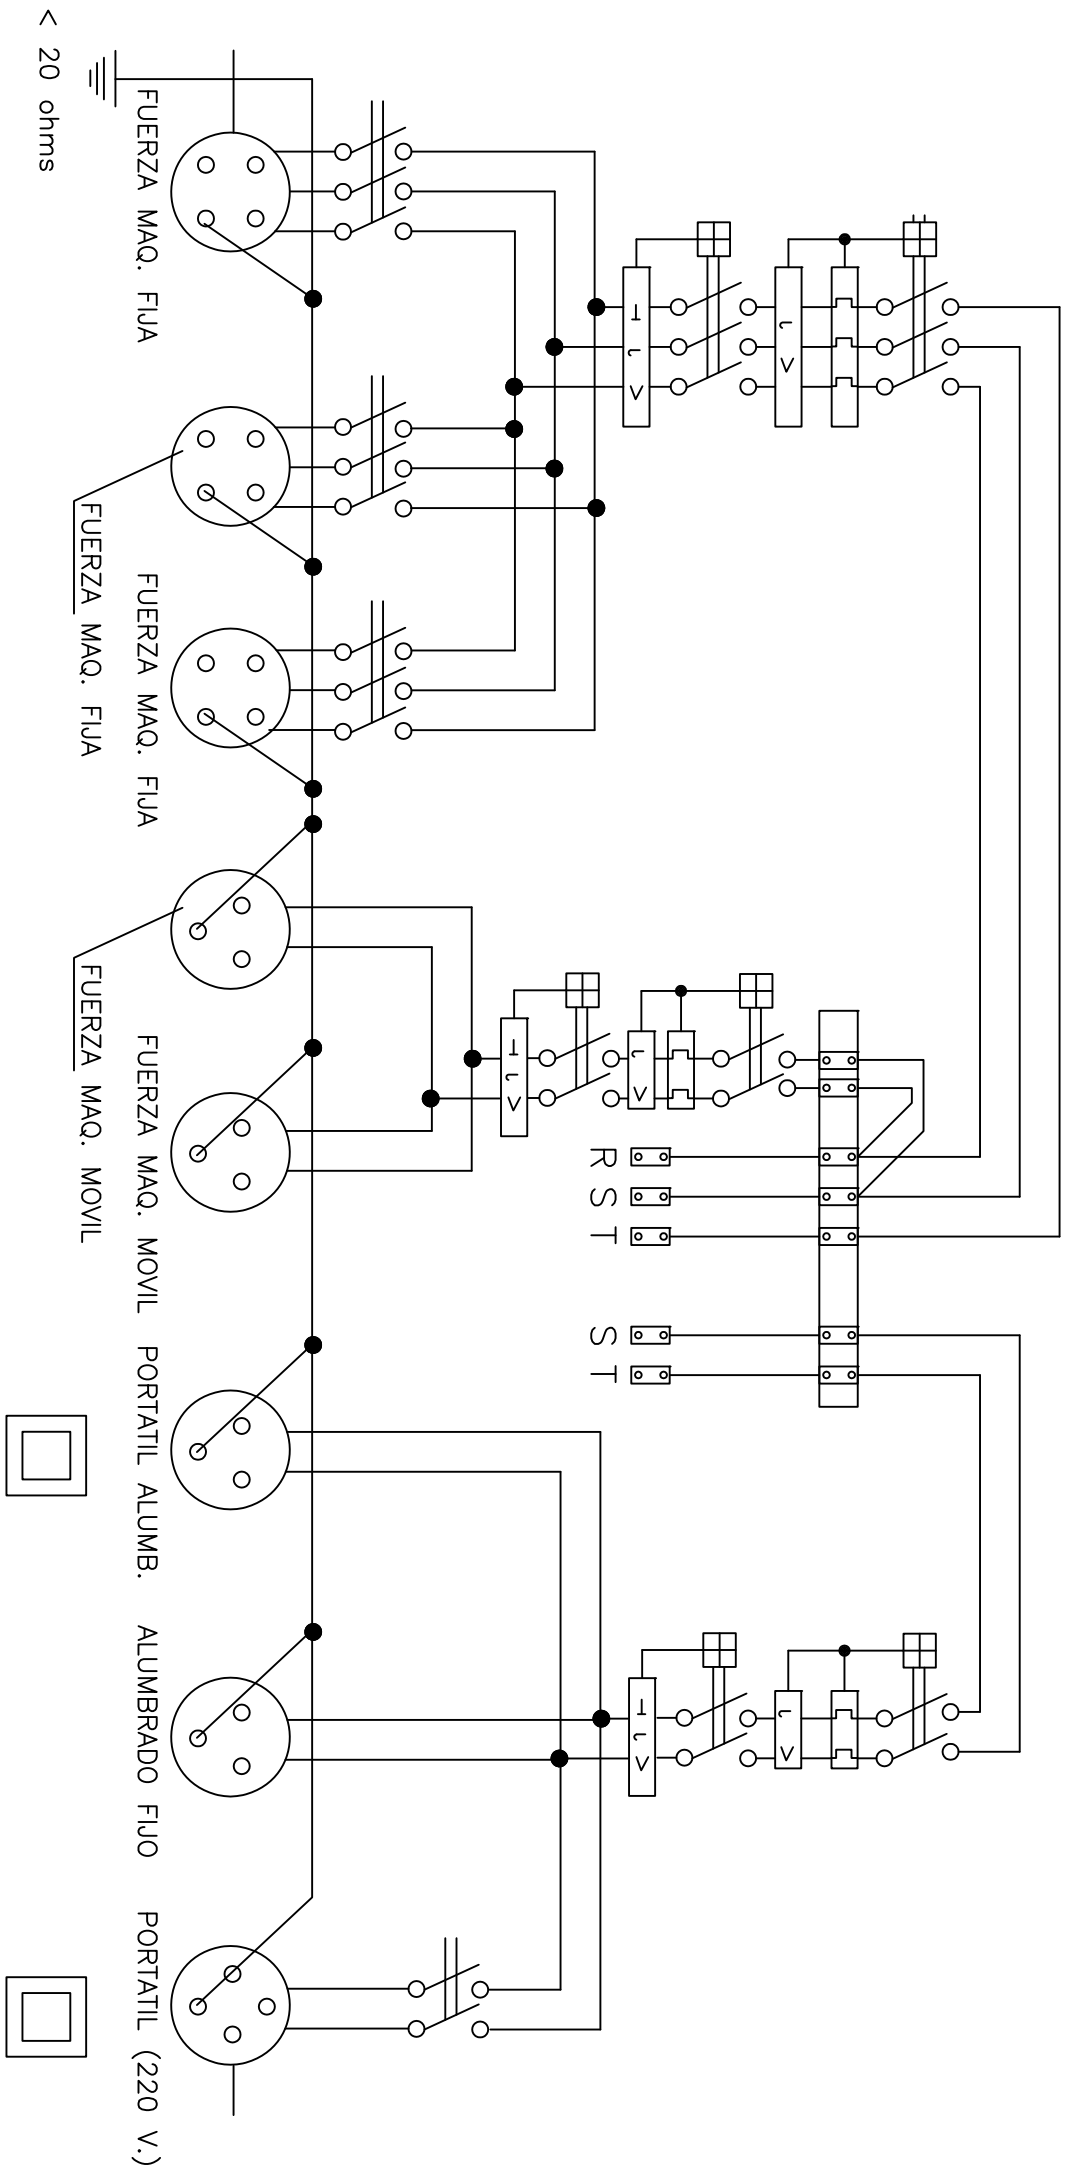 R
S
T
S
T
FUERZA MAQ. FIJA
FUERZA MAQ. FIJA
FUERZA MAQ. FIJA
FUERZA MAQ. MOVIL
FUERZA MAQ. MOVIL
PORTATIL ALUMB.
ALUMBRADO FIJO
PORTATIL (220 V.)
< 20 ohms